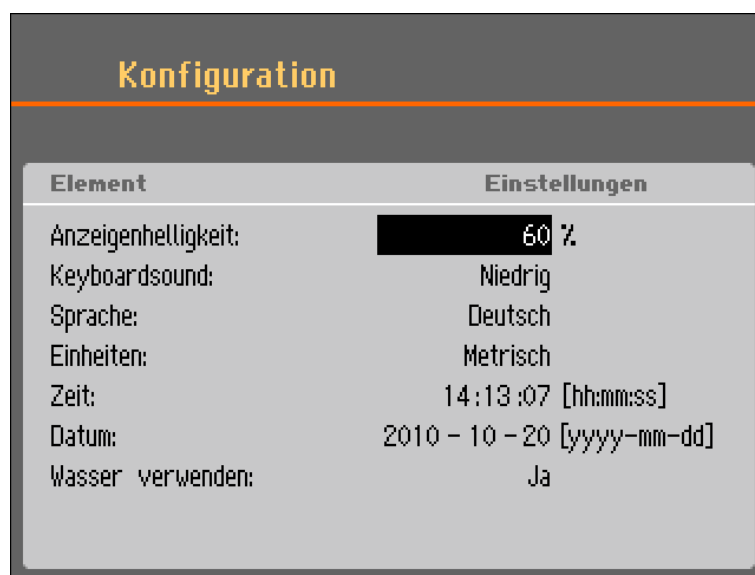 Konfiguration
Element Einstellungen
Anzeigenhelligkeit: 60 %
Keyboardsound: Niedrig
Sprache: Deutsch
Einheiten: Metrisch
Zeit: 14:13:07 [hh:mm:ss]
Datum: 2010 - 10 - 20 [yyyy-mm-dd]
Wasser verwenden: Ja